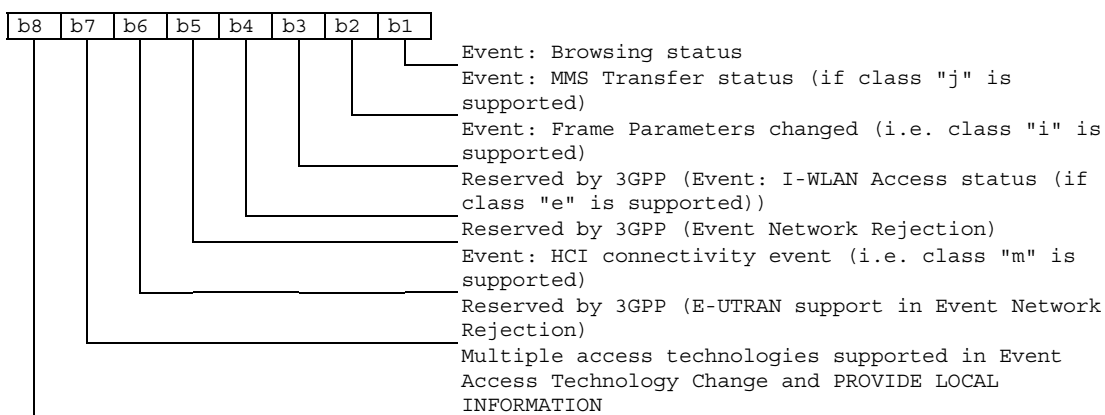 b8 b7 b6 b5 b4 b3 b2 b1
Event: Browsing status
Event: MMS Transfer status (if class "j" is
supported)
Event: Frame Parameters changed (i.e. class "i" is
supported)
Reserved by 3GPP (Event: I-WLAN Access status (if
class "e" is supported))
Reserved by 3GPP (Event Network Rejection)
Event: HCI connectivity event (i.e. class "m" is
supported)
Reserved by 3GPP (E-UTRAN support in Event Network
Rejection)
Multiple access technologies supported in Event
Access Technology Change and PROVIDE LOCAL
INFORMATION